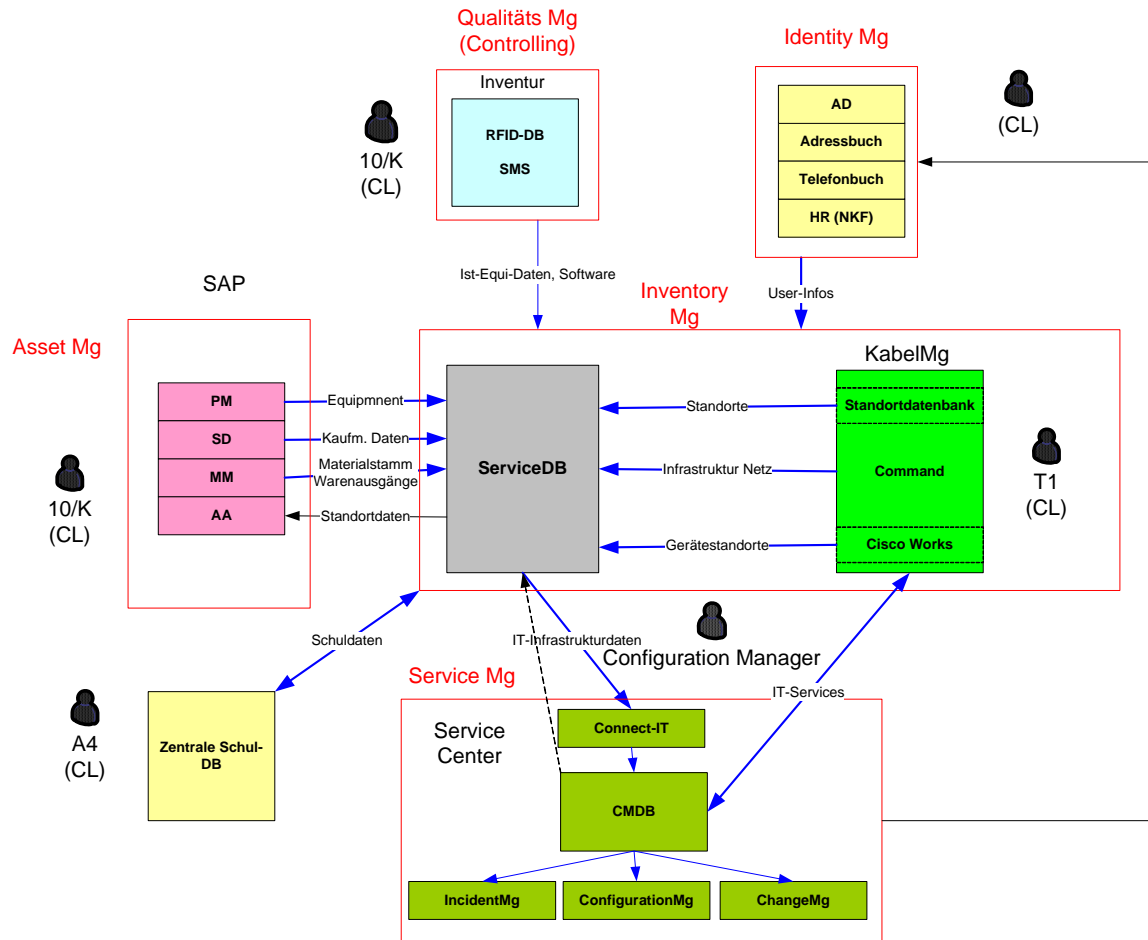 Qualitäts Mg
(Controlling)
Identity Mg
Inventur
RFID-DB
SMS
10/K
(CL)
AD
Adressbuch
Telefonbuch
HR (NKF)
(CL)
Ist-Equi-Daten, Software
User-Infos
SAP
Inventory
Mg
Asset Mg
KabelMg
PM
SD
MM
AA
Equipmnent
Kaufm. Daten
Materialstamm
Warenausgänge
Standortdaten
ServiceDB
Standorte
Infrastruktur Netz
Gerätestandorte
Standortdatenbank
Command
Cisco Works
10/K
(CL)
T1
(CL)
Schuldaten
IT-Infrastrukturdaten
Configuration Manager
IT-Services
Service Mg
A4
(CL)
Zentrale Schul-
DB
Service
Center
Connect-IT
CMDB
IncidentMg
ConfigurationMg
ChangeMg